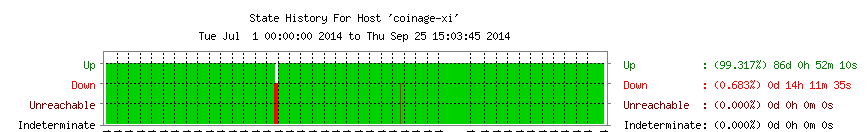 State History For Host 'coinage-xi'
Tue Jul  1 00:00:00 2014 to Thu Sep 25 15:03:45 2014
Up
Up : (99.317%) 86d 0h 52m 10s
Down
Down : (0.683%) 0d 14h 11m 35s
Unreachable
Unreachable : (0.000%) 0d 0h 0m 0s
Indeterminate
Indeterminate: (0.000%) 0d 0h 0m 0s